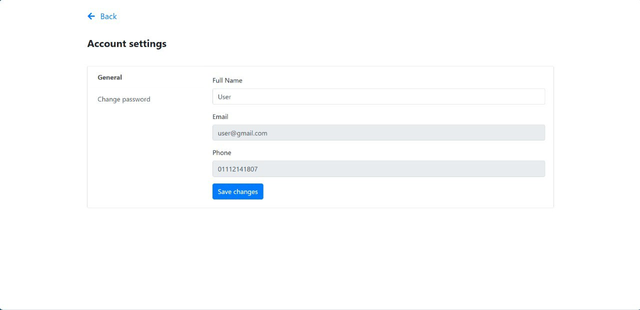 Back
Account settings
General
Full Name
User
Change password
Email
user@gmail.com
Phone
01112141807
Save changes